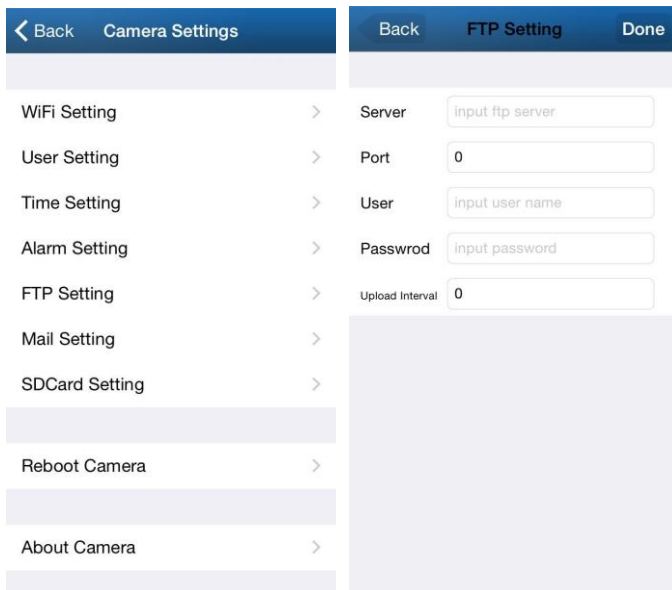 Back Camera Settings
WiFi Setting
User Setting
Time Setting
Alarm Setting
FTP Setting
Mail Setting
SDCard Setting
Reboot Camera
About Camera
Back FTP Setting Done
Server input ftp server
Port 0
User input user name
Passwrod input password
Upload Interval 0